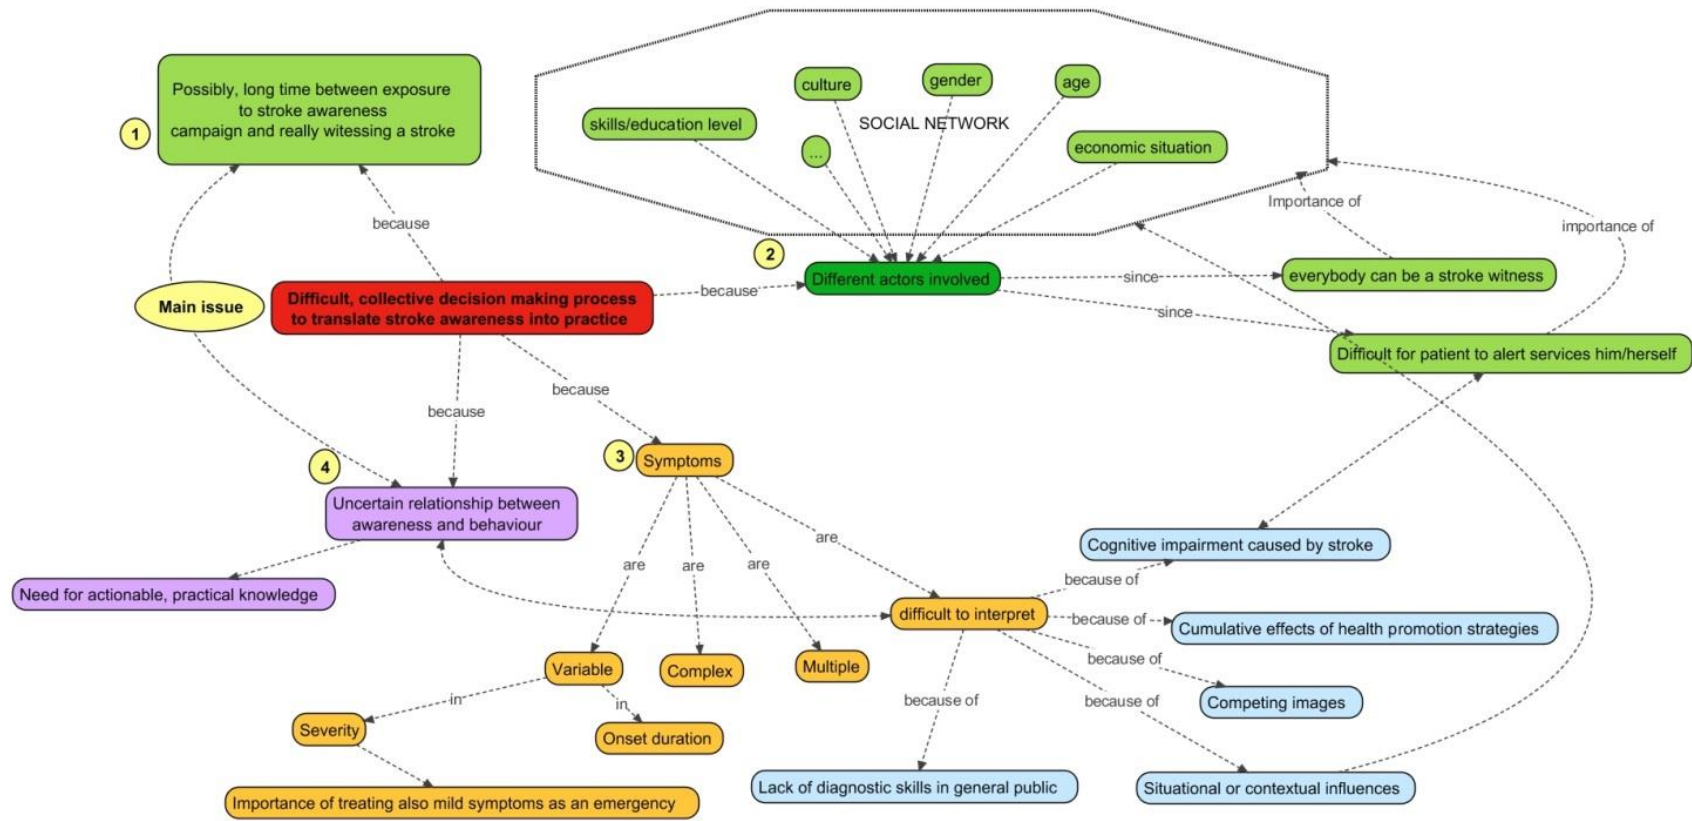 Possibly, long time between exposure
to stroke awareness
campaign and really witessing a stroke
1
culture
gender
age
skills/education level
SOCIAL NETWORK
...
economic situation
Importance of
importance of
because
2
Different actors involved
since
everybody can be a stroke witness
Main issue
Difficult, collective decision making process
to translate stroke awareness into practice
because
since
Difficult for patient to alert services him/herself
because
because
3
Symptoms
4
Uncertain relationship between
awareness and behaviour
Need for actionable, practical knowledge
are
are
are
are
Cognitive impairment caused by stroke
because of
difficult to interpret
because of
Cumulative effects of health promotion strategies
because of
Competing images
because of
because of
Variable
Complex
Multiple
in
in
Severity
Onset duration
Lack of diagnostic skills in general public
Situational or contextual influences
Importance of treating also mild symptoms as an emergency